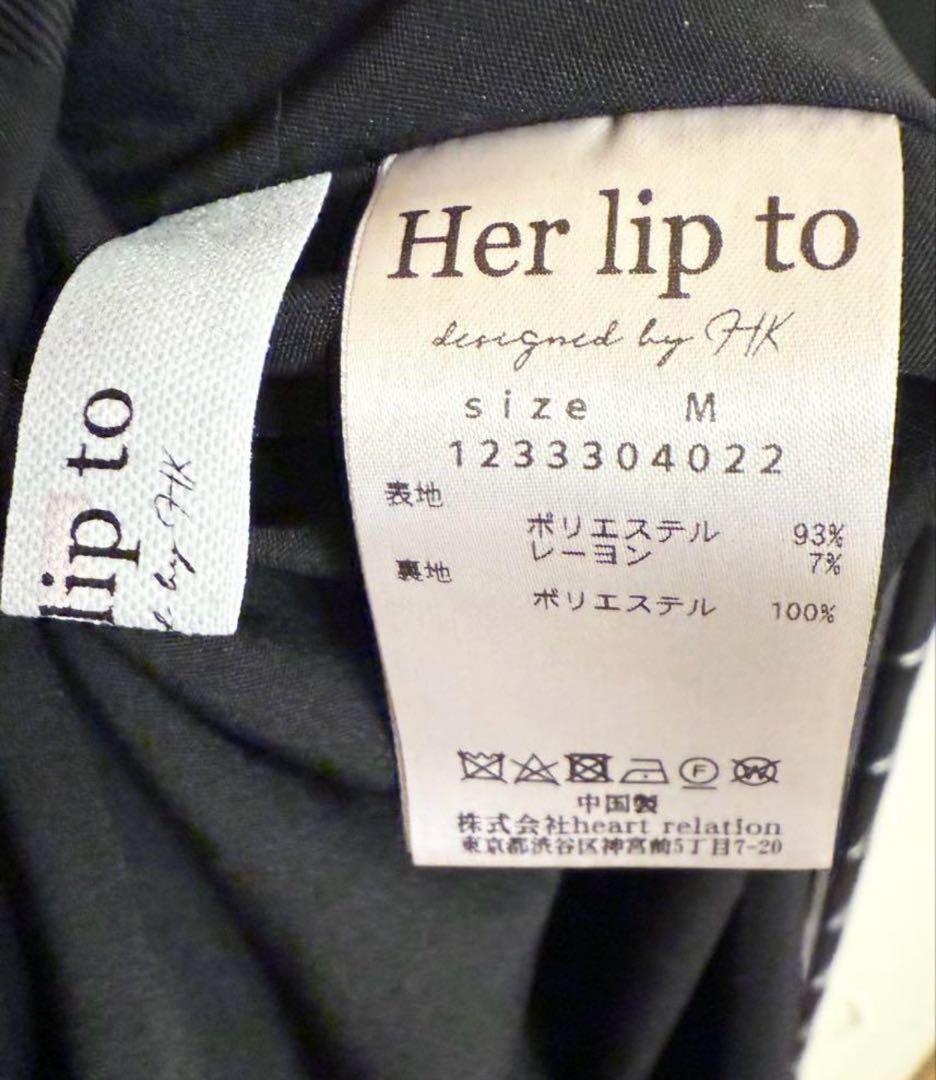 lip to
by HK
Her lip to
designed by HK
size M
1233304022
表地
ポリエステル 93%
レーヨン 7%
裏地
ポリエステル 100%
F W
中国製
株式会社heart relation
東京都渋谷区神宮前5丁目7-20